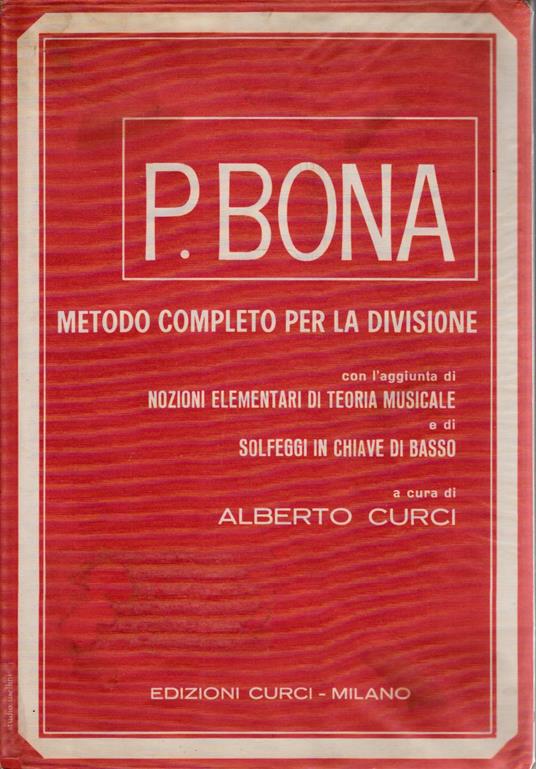 P. BONA
METODO COMPLETO PER LA DIVISIONE
con l'aggiunta di
NOZIONI ELEMENTARI DI TEORIA MUSICALE
e di
SOLFEGGI IN CHIAVE DI BASSO
a cura di
ALBERTO CURCI
EDIZIONI CURCI - MILANO
studio